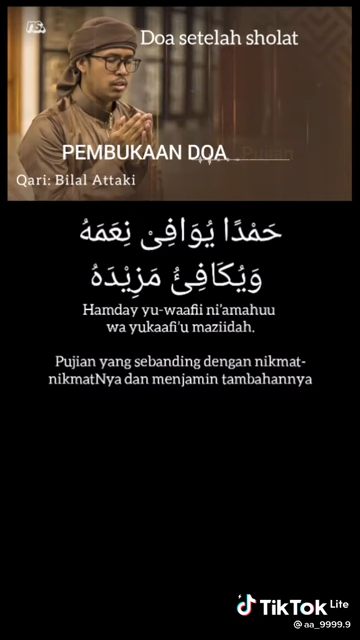 Doa setelah sholat
PEMBUKAAN DOA
Pujian
Qari: Bilal Attaki
حَمْدًا يُوَافِىْ نِعَمَهُ
وَيُكَافِئُ مَزِيْدَهُ
Hamday yu-waafii ni'amahuu
wa yukaafi'u maziidah.
Pujian yang sebanding dengan nikmat-
nikmatNya dan menjamin tambahannya
TikTok Lite
@aa_9999.9